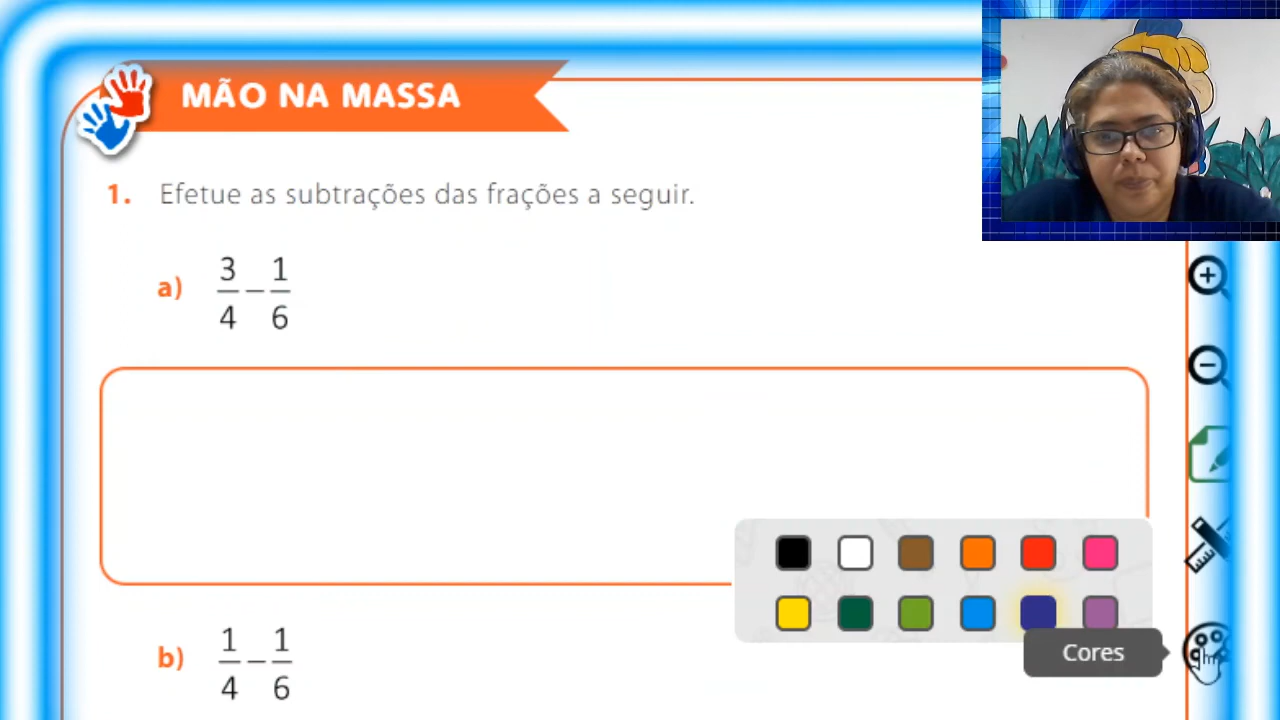 MÃO NA MASSA
1. Efetue as subtrações das frações a seguir.
a) 3/4 – 1/6
b) 1/4 – 1/6
Cores